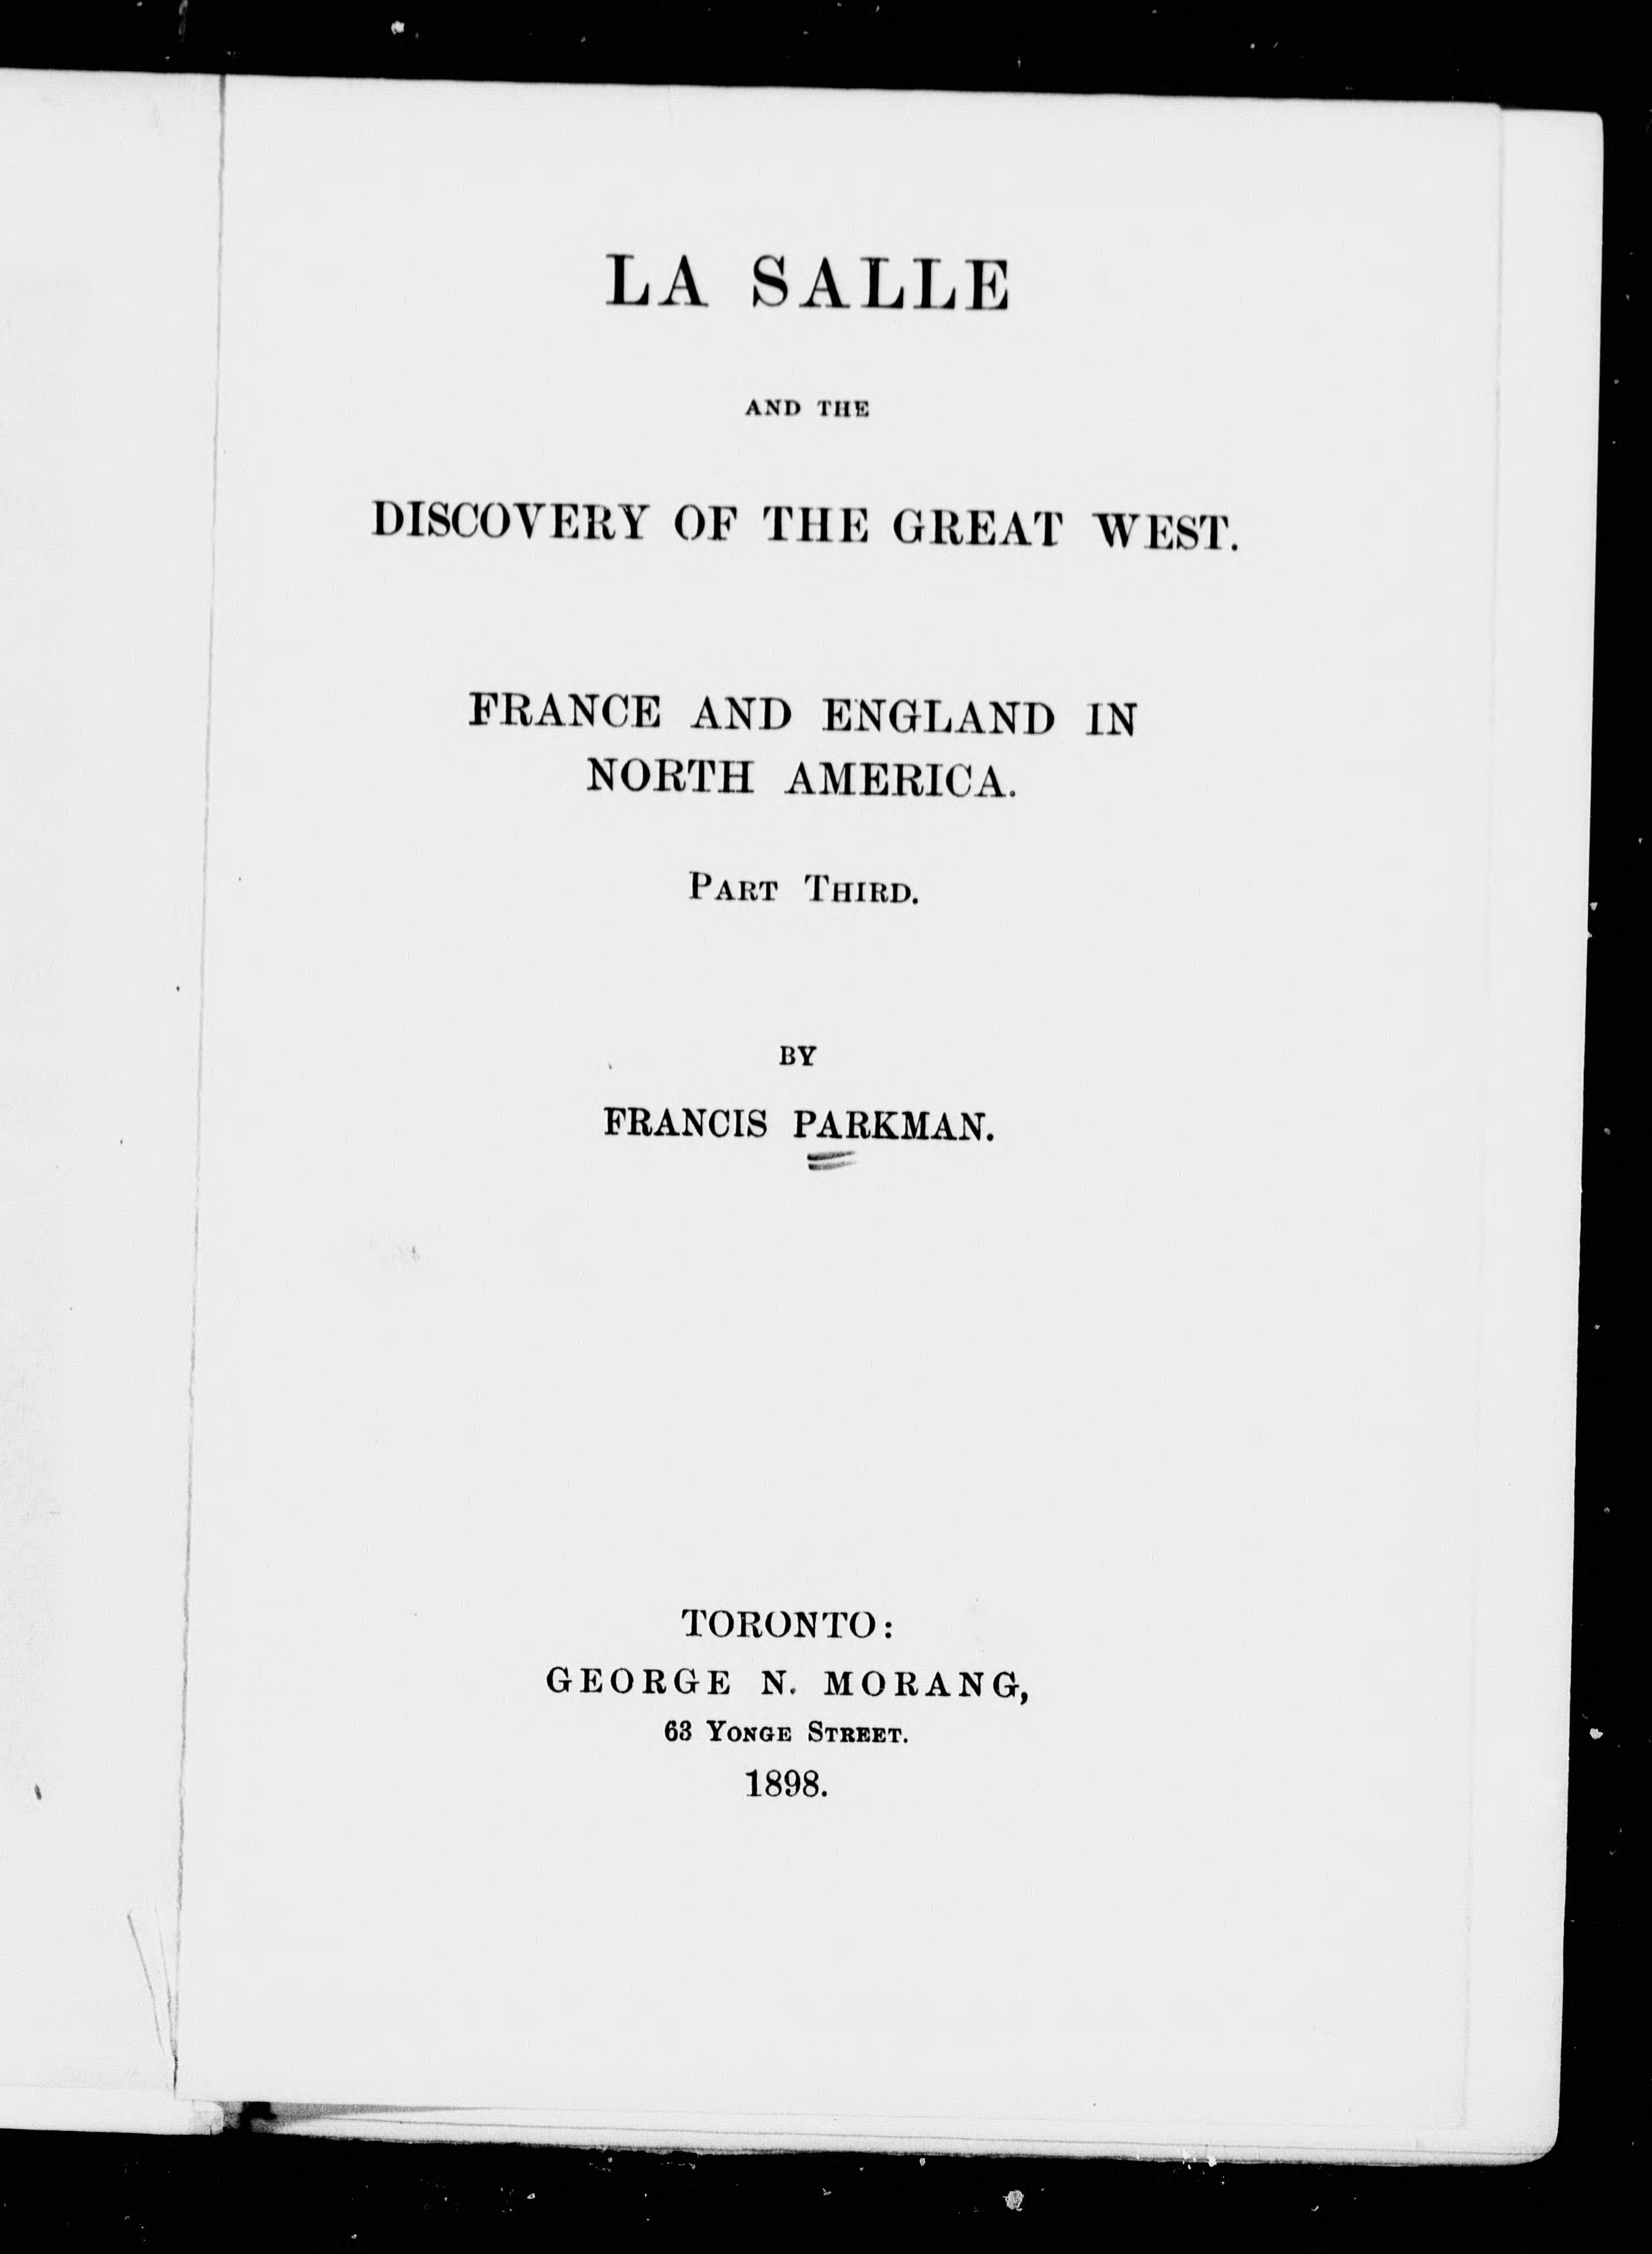 LA SALLE
AND THE
DISCOVERY OF THE GREAT WEST.
FRANCE AND ENGLAND IN
NORTH AMERICA.
PART THIRD.
BY
FRANCIS PARKMAN.
TORONTO:
GEORGE N. MORANG,
63 YONGE STREET.
1898.